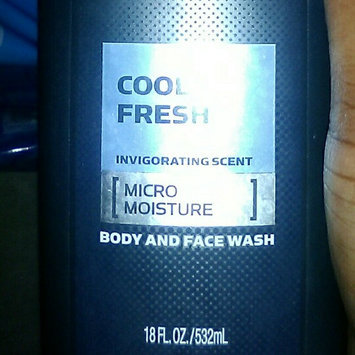 COOL
FRESH
INVIGORATING SCENT
[MICRO
MOISTURE]
BODY AND FACE WASH
18 FL. OZ./532mL